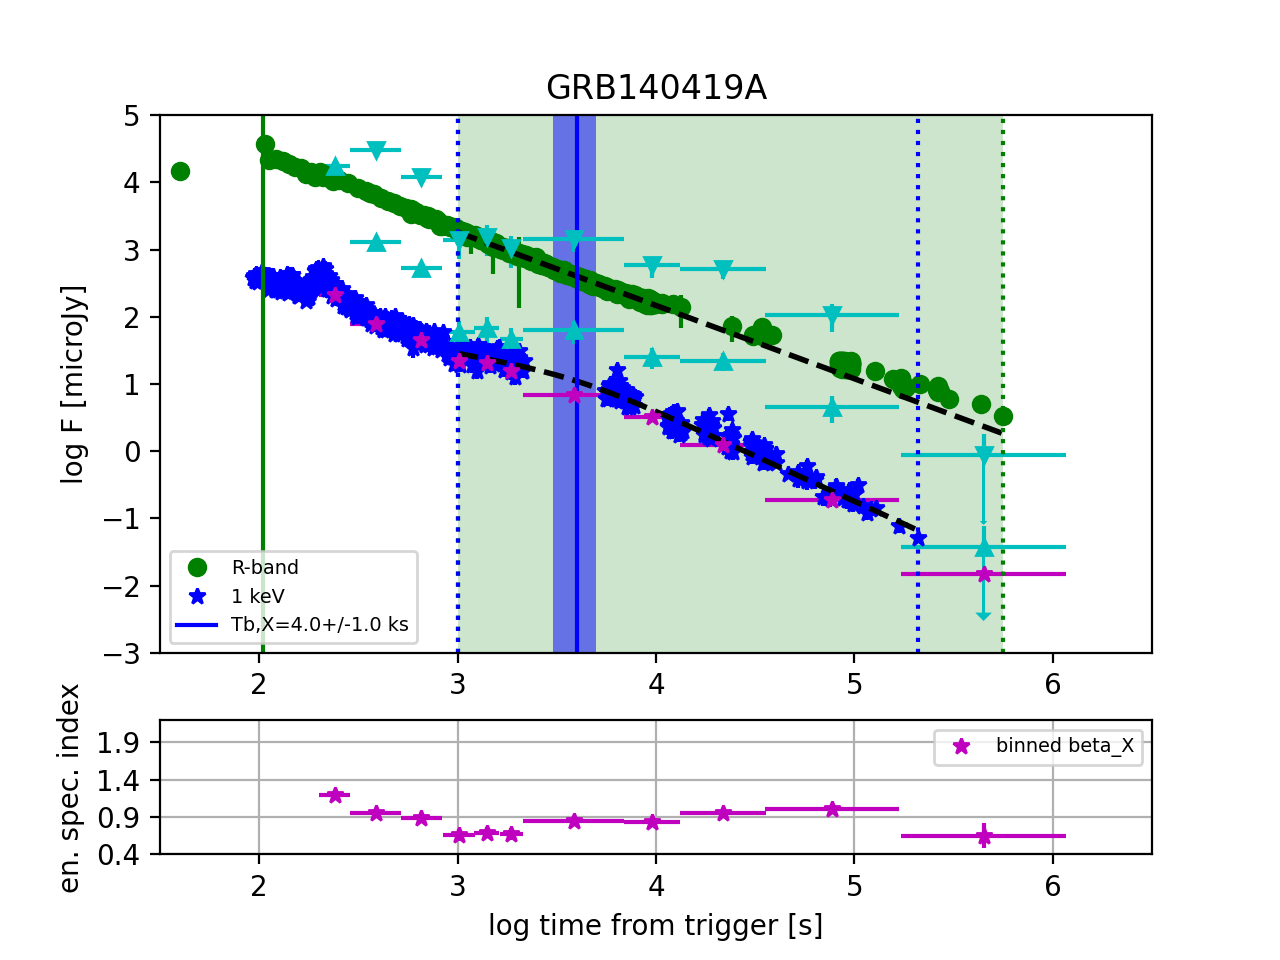 GRB140419A
5
4
3
2
1
0
−1
−2
−3
log F [microJy]
R-band
1 keV
Tb,X=4.0+/-1.0 ks
2 3 4 5 6
1.9
1.4
0.9
0.4
en. spec. index
binned beta_X
2 3 4 5 6
log time from trigger [s]